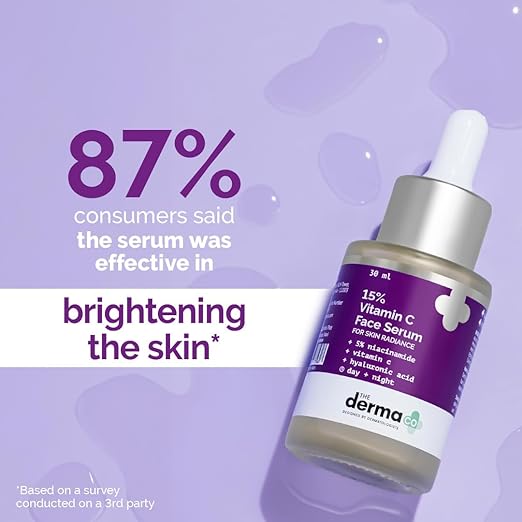 87%
consumers said
the serum was
effective in
brightening
the skin*
30 ml
15%
Vitamin C
Face Serum
FOR SKIN RADIANCE
+ 5% niacinamide
+ vitamin c
+ hyaluronic acid
day + night
THE
derma co
DESIGNED BY DERMATOLOGISTS
*Based on a survey
conducted on a 3rd party